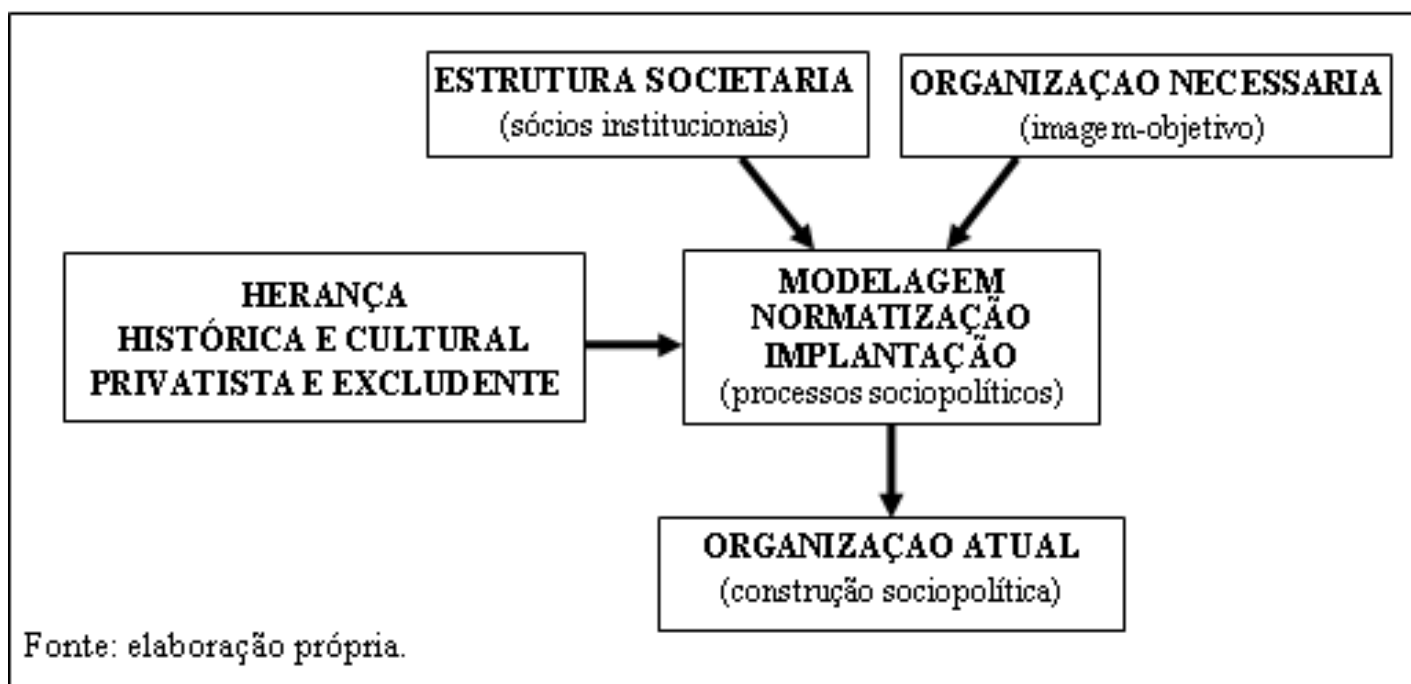 ESTRUTURA SOCIETARIA
(sócios institucionais)
ORGANIZAÇAO NECESSARIA
(imagem-objetivo)
HERANÇA
HISTÓRICA E CULTURAL
PRIVATISTA E EXCLUDENTE
MODELAGEM
NORMATIZAÇÃO
IMPLANTAÇÃO
(processos sociopolíticos)
ORGANIZAÇAO ATUAL
(construção sociopolítica)
Fonte: elaboração própria.